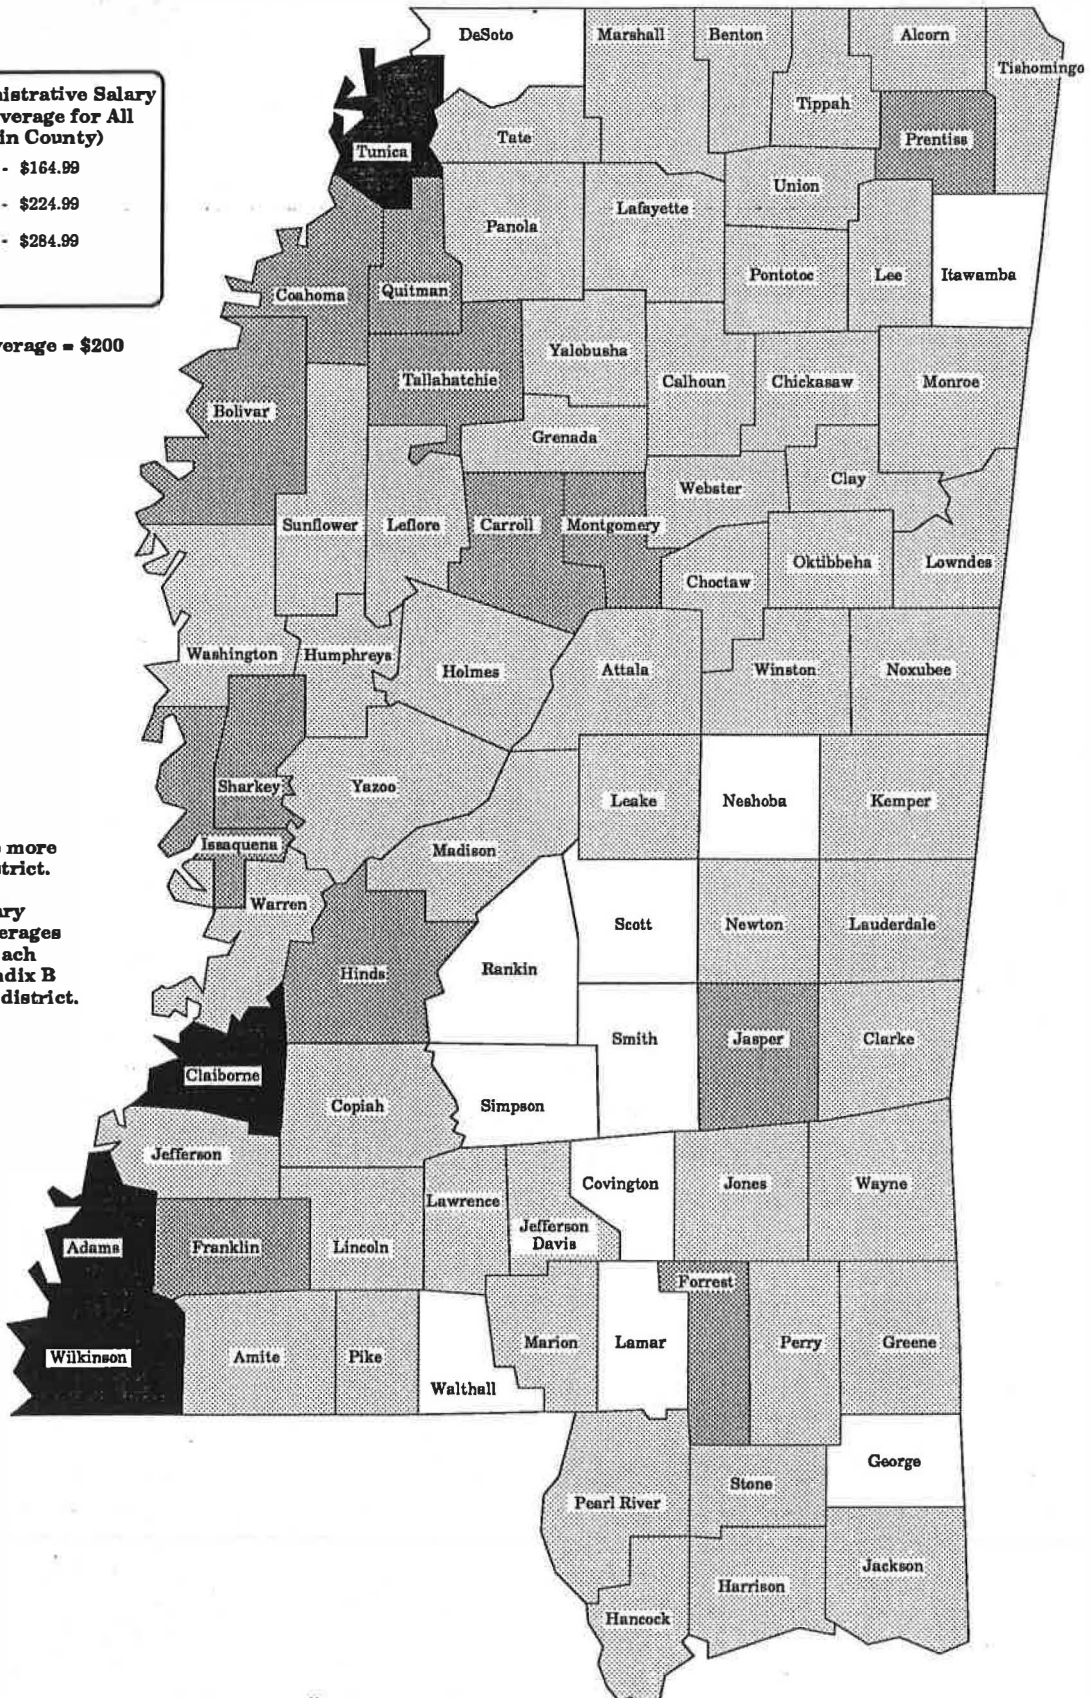 nistrative Salary
verage for All
in County)
- $164.99
- $224.99
- $284.99
verage = $200
more
strict.
ary
erages
ach
ndix B
district.
DeSoto
Marshall
Benton
Alcorn
Tishomingo
Tippah
Tate
Prentiss
Tunica
Union
Lafayette
Panola
Pontotoc
Lee
Itawamba
Coahoma
Quitman
Yalobusha
Tallahatchie
Calhoun
Chickasaw
Monroe
Bolivar
Grenada
Webster
Clay
Sunflower
Leflore
Carroll
Montgomery
Oktibbeha
Lowndes
Choctaw
Washington
Humphreys
Holmes
Attala
Winston
Noxubee
Sharkey
Yazoo
Leake
Neshoba
Kemper
Issaquena
Madison
Warren
Scott
Newton
Lauderdale
Hinds
Rankin
Smith
Jasper
Clarke
Claiborne
Copiah
Simpson
Jefferson
Lawrence
Covington
Jones
Wayne
Jefferson
Davis
Adams
Franklin
Lincoln
Forrest
Wilkinson
Amite
Pike
Marion
Lamar
Perry
Greene
Walthall
George
Stone
Pearl River
Jackson
Harrison
Hancock